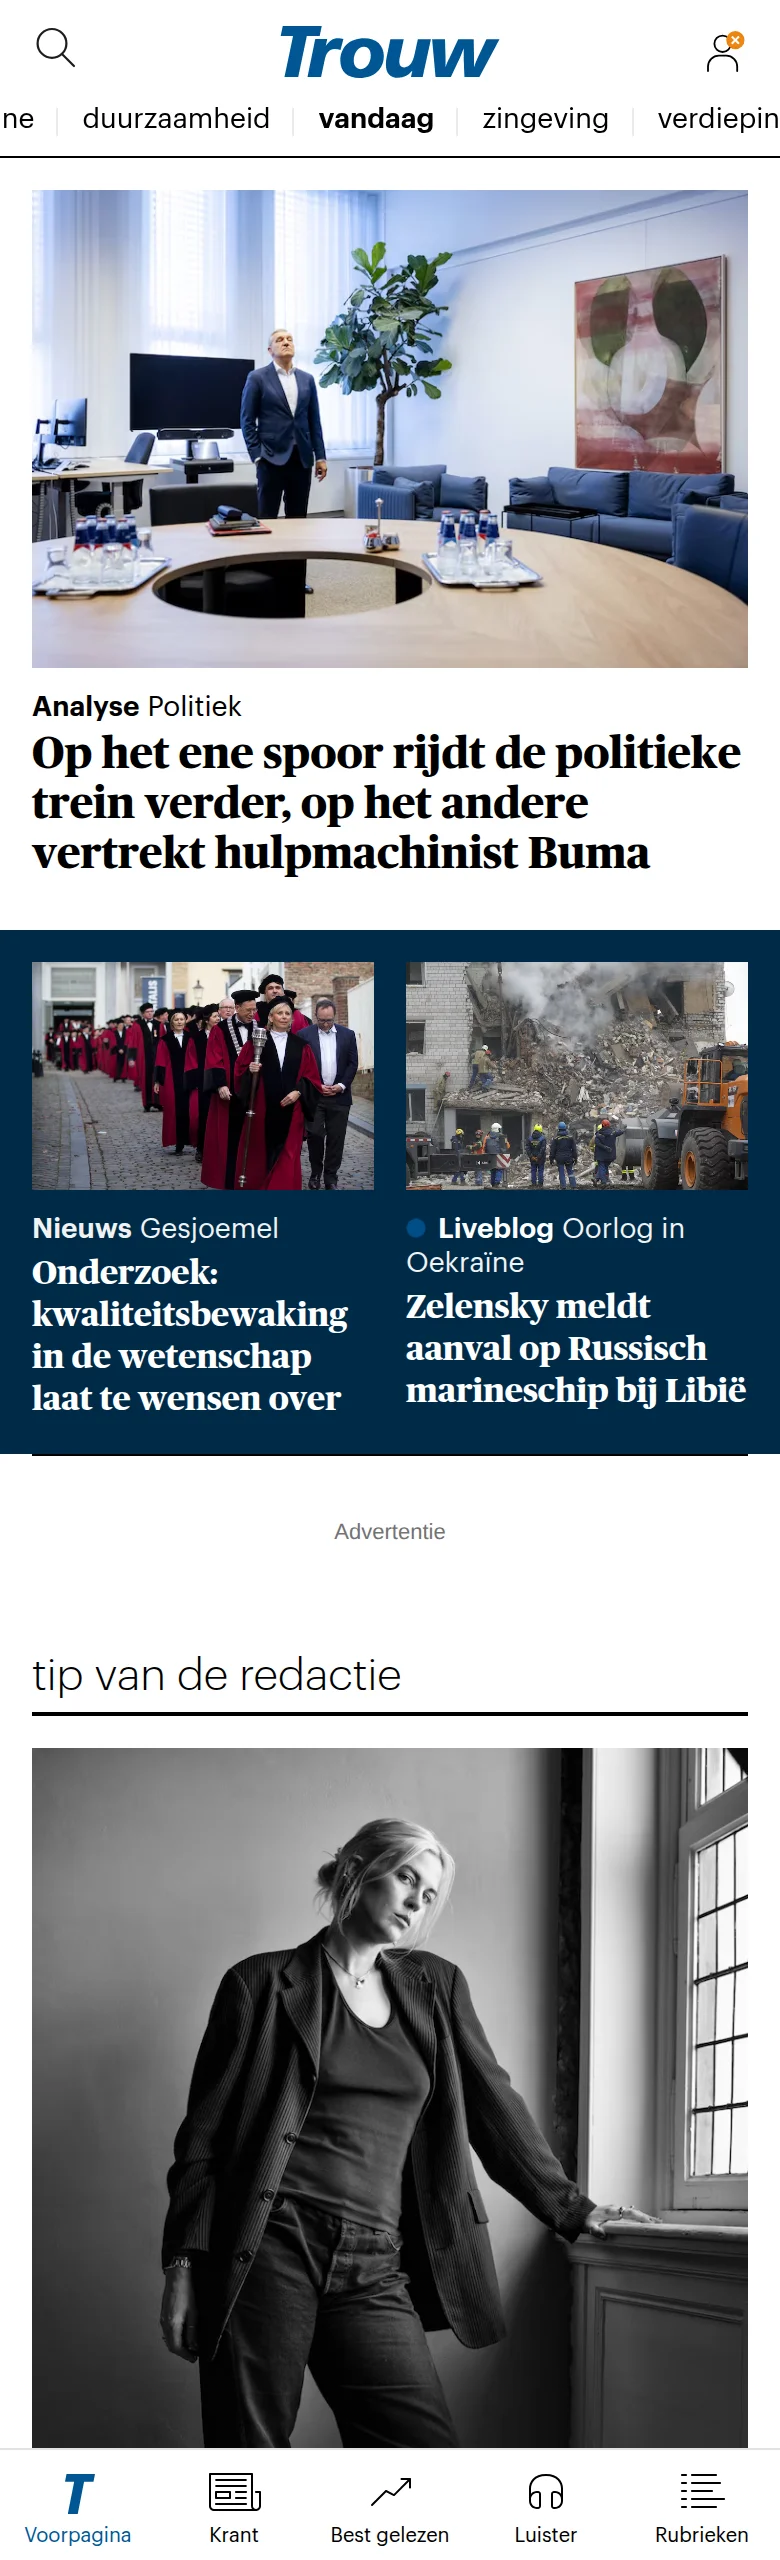 Trouw
ne
duurzaamheid
vandaag
zingeving
verdiepin
Analyse Politiek
Op het ene spoor rijdt de politieke
trein verder, op het andere
vertrekt hulpmachinist Buma
Nieuws Gesjoemel
Onderzoek:
kwaliteitsbewaking
in de wetenschap
laat te wensen over
Liveblog Oorlog in
Oekraïne
Zelensky meldt
aanval op Russisch
marineschip bij Libië
Advertentie
tip van de redactie
T
Voorpagina
Krant
Best gelezen
Luister
Rubrieken